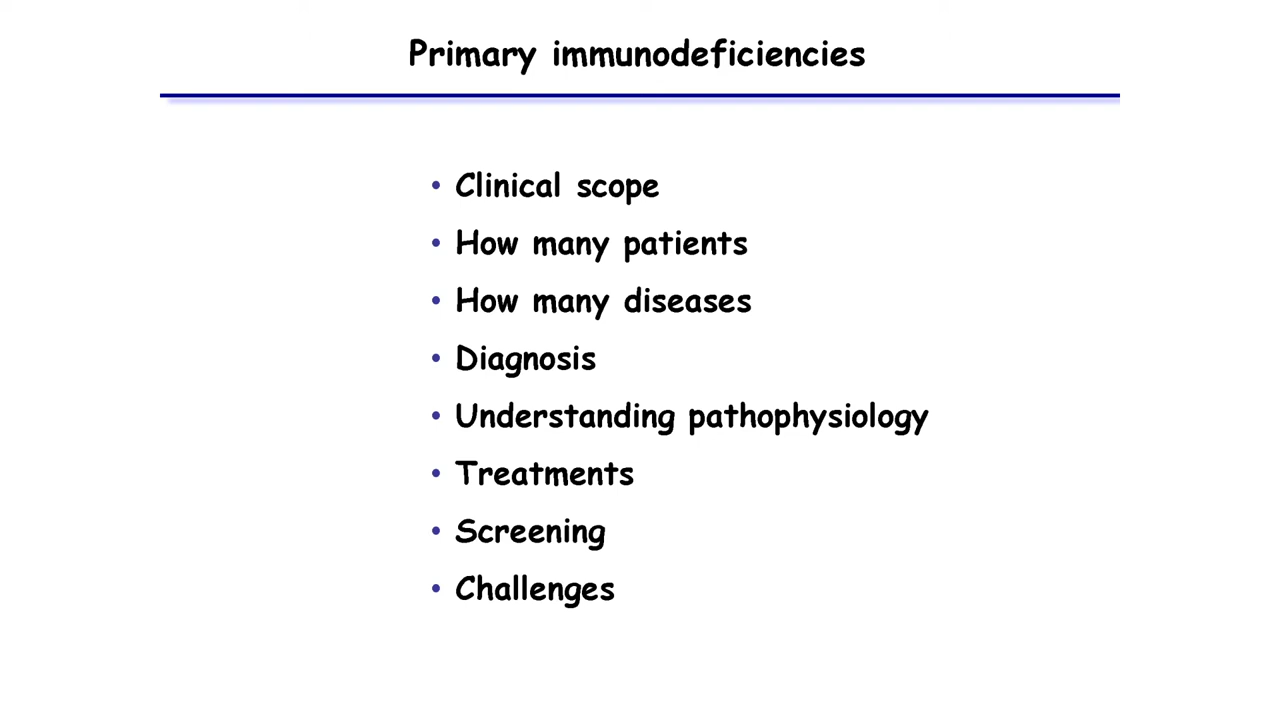 Primary immunodeficiencies
• Clinical scope
• How many patients
• How many diseases
• Diagnosis
• Understanding pathophysiology
• Treatments
• Screening
• Challenges